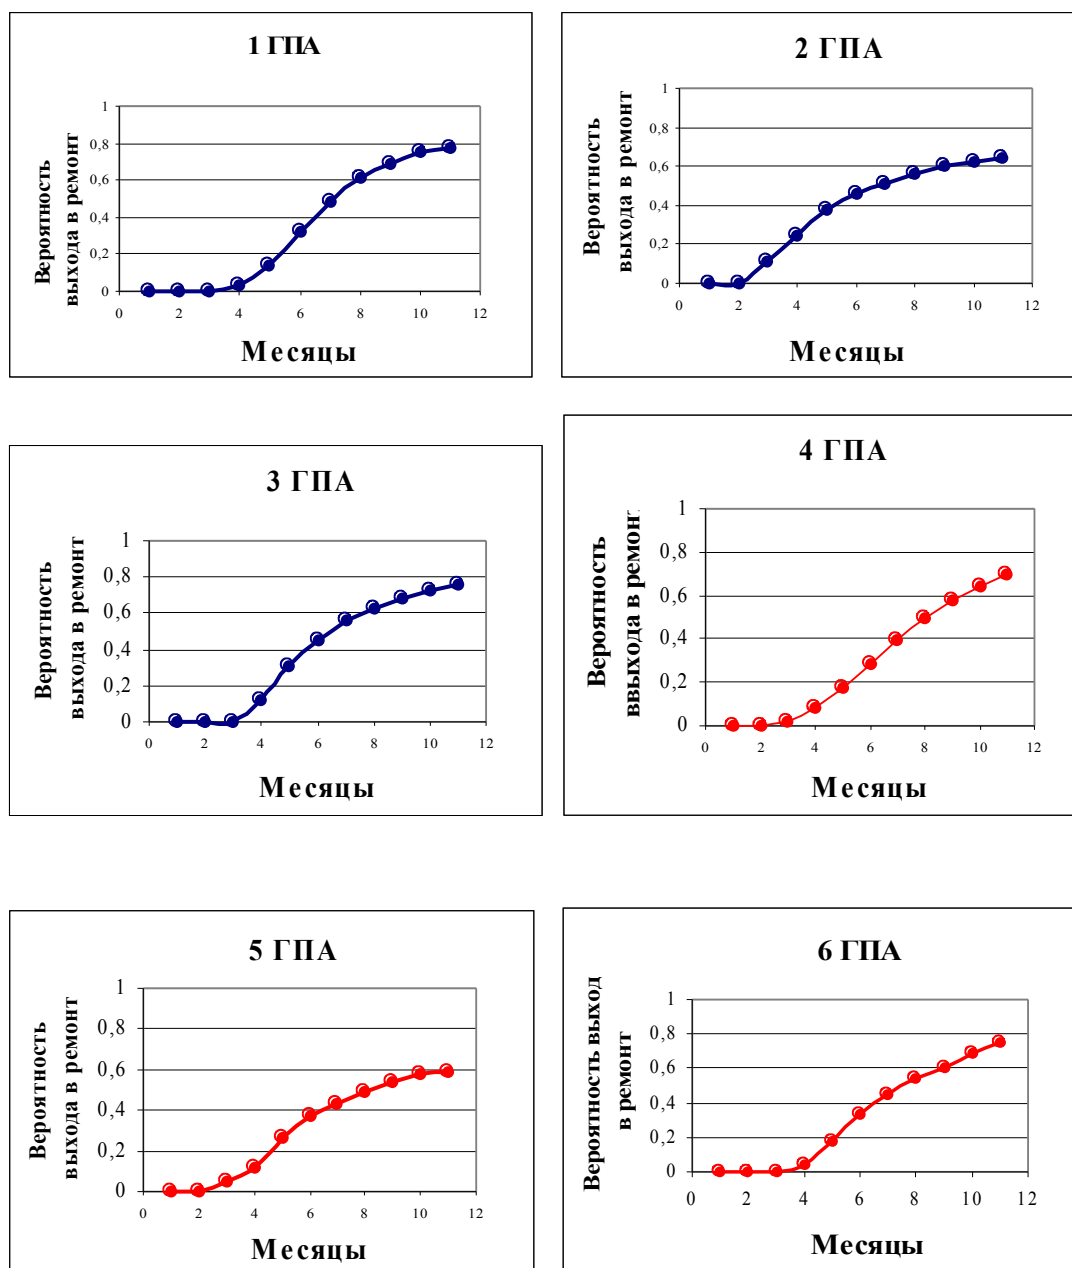 1 ГПА
Вероятность
выхода в ремонт
1
0,8
0,6
0,4
0,2
0
0 2 4 6 8 10 12
Месяцы
2 ГПА
Вероятность
выхода в ремонт
1
0,8
0,6
0,4
0,2
0
0 2 4 6 8 10 12
Месяцы
3 ГПА
Вероятность
выхода в ремонт
1
0,8
0,6
0,4
0,2
0
0 2 4 6 8 10 12
Месяцы
4 ГПА
Вероятность
ввыхода в ремонт
1
0,8
0,6
0,4
0,2
0
0 2 4 6 8 10 12
Месяцы
5 ГПА
Вероятность
выхода в ремонт
1
0,8
0,6
0,4
0,2
0
0 2 4 6 8 10 12
Месяцы
6 ГПА
Вероятность выход
в ремонт
1
0,8
0,6
0,4
0,2
0
0 2 4 6 8 10 12
Месяцы